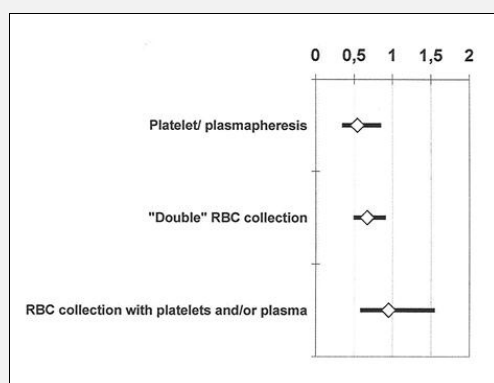 0 0,5 1 1,5 2
Platelet/ plasmapheresis
"Double" RBC collection
RBC collection with platelets and/or plasma